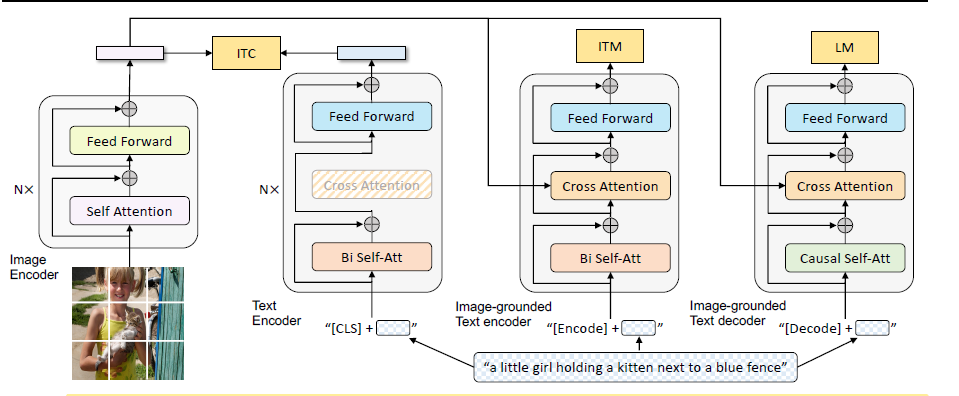 ITC
ITM
LM
Feed Forward
Self Attention
N×
Image
Encoder
Feed Forward
Cross Attention
Bi Self-Att
N×
Text
Encoder
"[CLS] + "
Feed Forward
Cross Attention
Bi Self-Att
Image-grounded
Text encoder
"[Encode] + "
Feed Forward
Cross Attention
Causal Self-Att
Image-grounded
Text decoder
"[Decode] + "
"a little girl holding a kitten next to a blue fence"